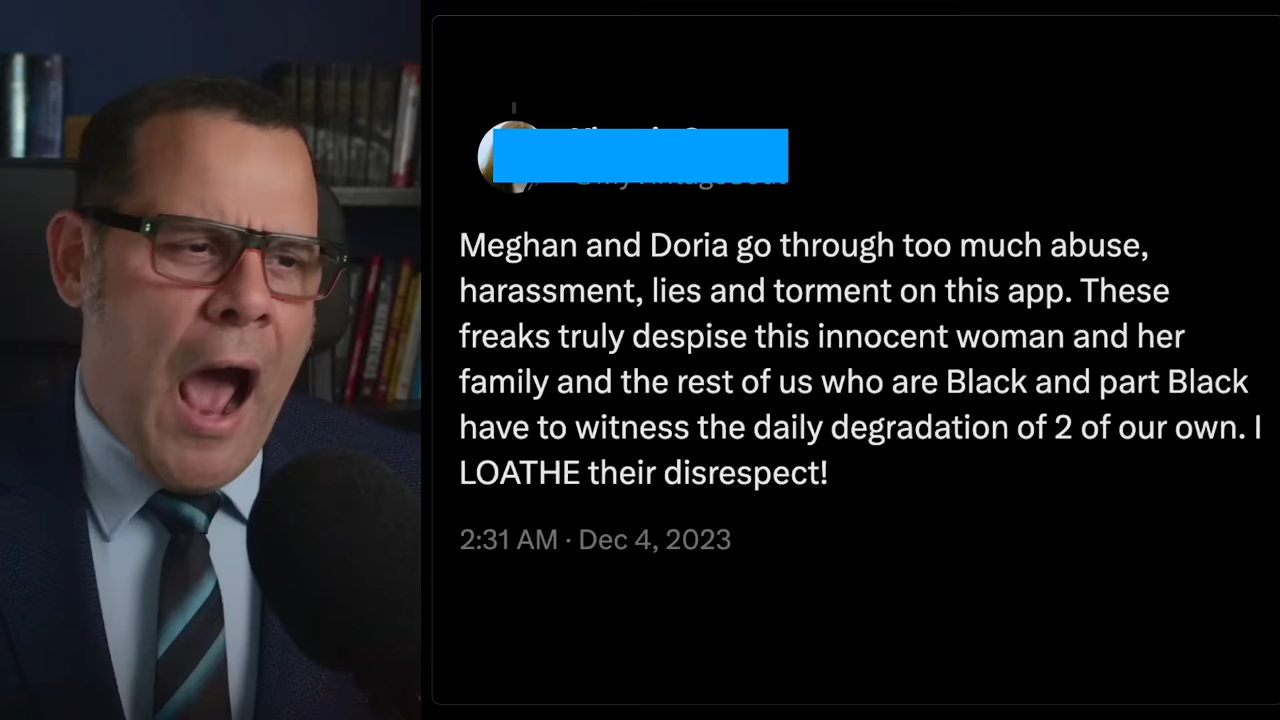 Meghan and Doria go through too much abuse,
harassment, lies and torment on this app. These
freaks truly despise this innocent woman and her
family and the rest of us who are Black and part Black
have to witness the daily degradation of 2 of our own. I
LOATHE their disrespect!
2:31 AM · Dec 4, 2023